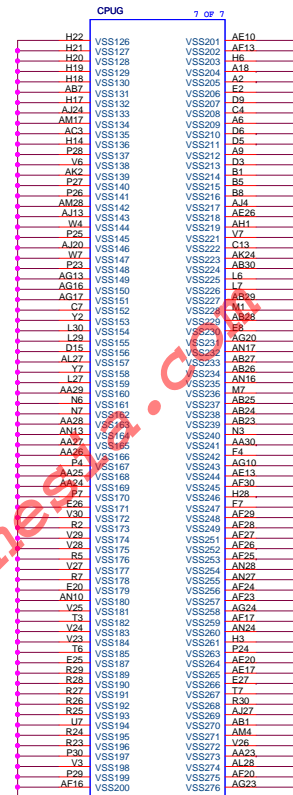 CPUG 7 OF 7
H22 VSS126 VSS201 AE10
H21 VSS127 VSS202 AF13
H20 VSS128 VSS203 H6
H19 VSS129 VSS204 A18
H18 VSS130 VSS205 A2
AB7 VSS131 VSS206 E2
H17 VSS132 VSS207 D9
AJ24 VSS133 VSS208 C4
AM17 VSS134 VSS209 A6
AC3 VSS135 VSS210 D6
H14 VSS136 VSS211 D5
P28 VSS137 VSS212 A9
V6 VSS138 VSS213 D3
AK2 VSS139 VSS214 B1
P27 VSS140 VSS215 B5
P26 VSS141 VSS216 B8
AM28 VSS142 VSS217 AJ4
AJ13 VSS143 VSS218 AE26
W4 VSS144 VSS219 AH1
P25 VSS145 VSS221 V7
AJ20 VSS146 VSS222 C13
W7 VSS147 VSS223 AK24
P23 VSS148 VSS224 AB30
AG13 VSS149 VSS225 L6
AG16 VSS150 VSS226 L7
AG17 VSS151 VSS227 AB29
C7 VSS152 VSS228 M1
Y2 VSS153 VSS229 AB28
L30 VSS154 VSS230 E8
L29 VSS155 VSS231 AG20
D15 VSS156 VSS232 AN17
AL27 VSS157 VSS233 AB27
Y7 VSS158 VSS234 AB26
L27 VSS159 VSS235 AN16
AA29 VSS160 VSS236 M7
N6 VSS161 VSS237 AB25
N7 VSS162 VSS238 AB24
AA28 VSS163 VSS239 AB23
AN13 VSS164 VSS240 N3
AA27 VSS165 VSS241 AA30
AA26 VSS166 VSS242 F4
P4 VSS167 VSS243 AG10
AA25 VSS168 VSS244 AE13
AA24 VSS169 VSS245 AF30
P7 VSS170 VSS246 H28
E26 VSS171 VSS247 F7
V30 VSS172 VSS248 AF29
R2 VSS173 VSS249 AF28
V29 VSS174 VSS251 AF27
V28 VSS175 VSS252 AF26
R5 VSS176 VSS253 AF25
V27 VSS177 VSS254 AN28
R7 VSS178 VSS255 AN27
E20 VSS179 VSS256 AF24
AN10 VSS180 VSS257 AF23
V25 VSS181 VSS258 AG24
T3 VSS182 VSS259 AF17
V24 VSS183 VSS260 AN24
V23 VSS184 VSS261 H3
T6 VSS185 VSS263 P24
E25 VSS187 VSS264 AE20
R29 VSS189 VSS265 AE17
R28 VSS190 VSS266 E27
R27 VSS191 VSS267 T7
R26 VSS192 VSS268 R30
R25 VSS193 VSS269 AJ27
U7 VSS194 VSS270 AB1
R24 VSS195 VSS271 AM4
R23 VSS196 VSS272 V26
P30 VSS197 VSS273 AA23
V3 VSS198 VSS274 AL28
P29 VSS199 VSS275 AF20
AF16 VSS200 VSS276 AG23
nesia.com